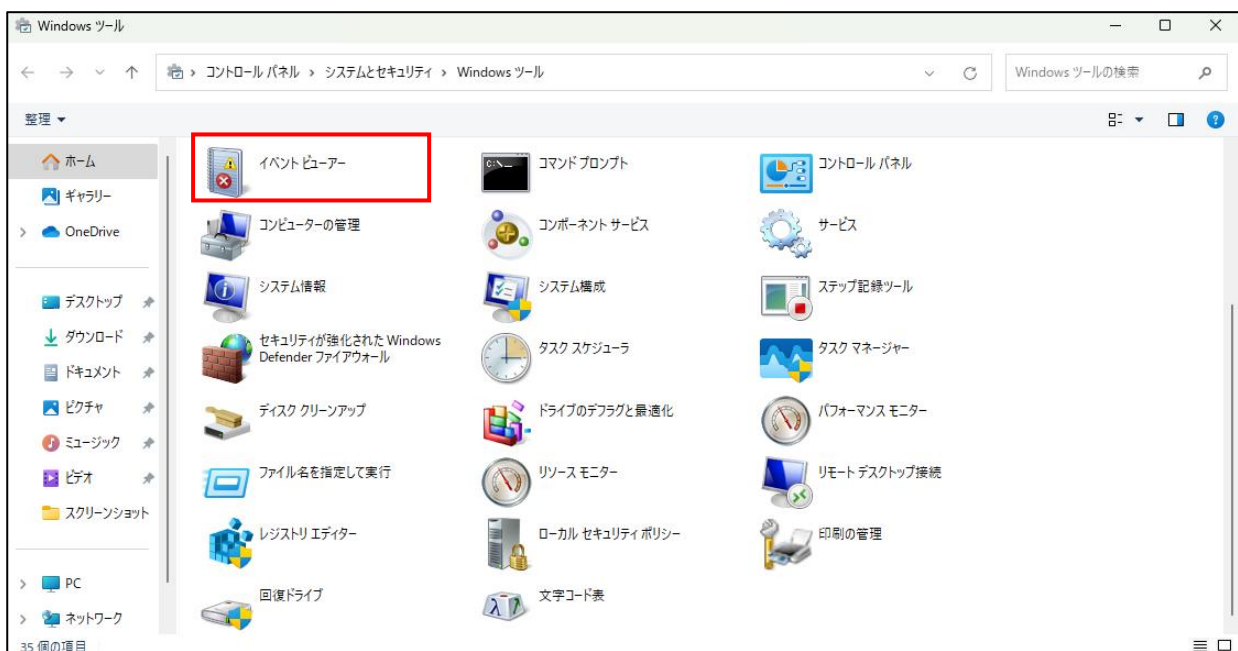 Windows ツール
コントロール パネル › システムとセキュリティ › Windows ツール
Windows ツールの検索
整理
ホーム
ギャラリー
OneDrive
デスクトップ
ダウンロード
ドキュメント
ピクチャ
ミュージック
ビデオ
スクリーンショット
PC
ネットワーク
イベント ビューアー
コマンド プロンプト
コントロール パネル
コンピューターの管理
コンポーネント サービス
サービス
システム情報
システム構成
ステップ記録ツール
セキュリティが強化された Windows
Defender ファイアウォール
タスク スケジューラ
タスク マネージャー
ディスク クリーンアップ
ドライブのデフラグと最適化
パフォーマンス モニター
ファイル名を指定して実行
リソース モニター
リモート デスクトップ接続
レジストリ エディター
ローカル セキュリティ ポリシー
印刷の管理
回復ドライブ
文字コード表
35 個の項目